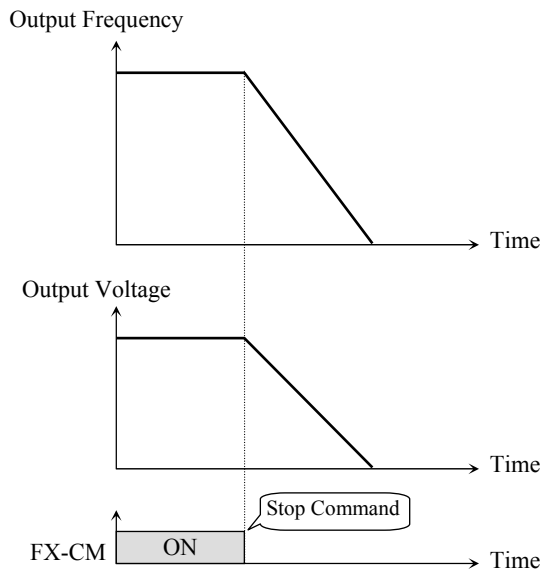 Output Frequency
Time
Output Voltage
Time
Stop Command
FX-CM
ON
Time